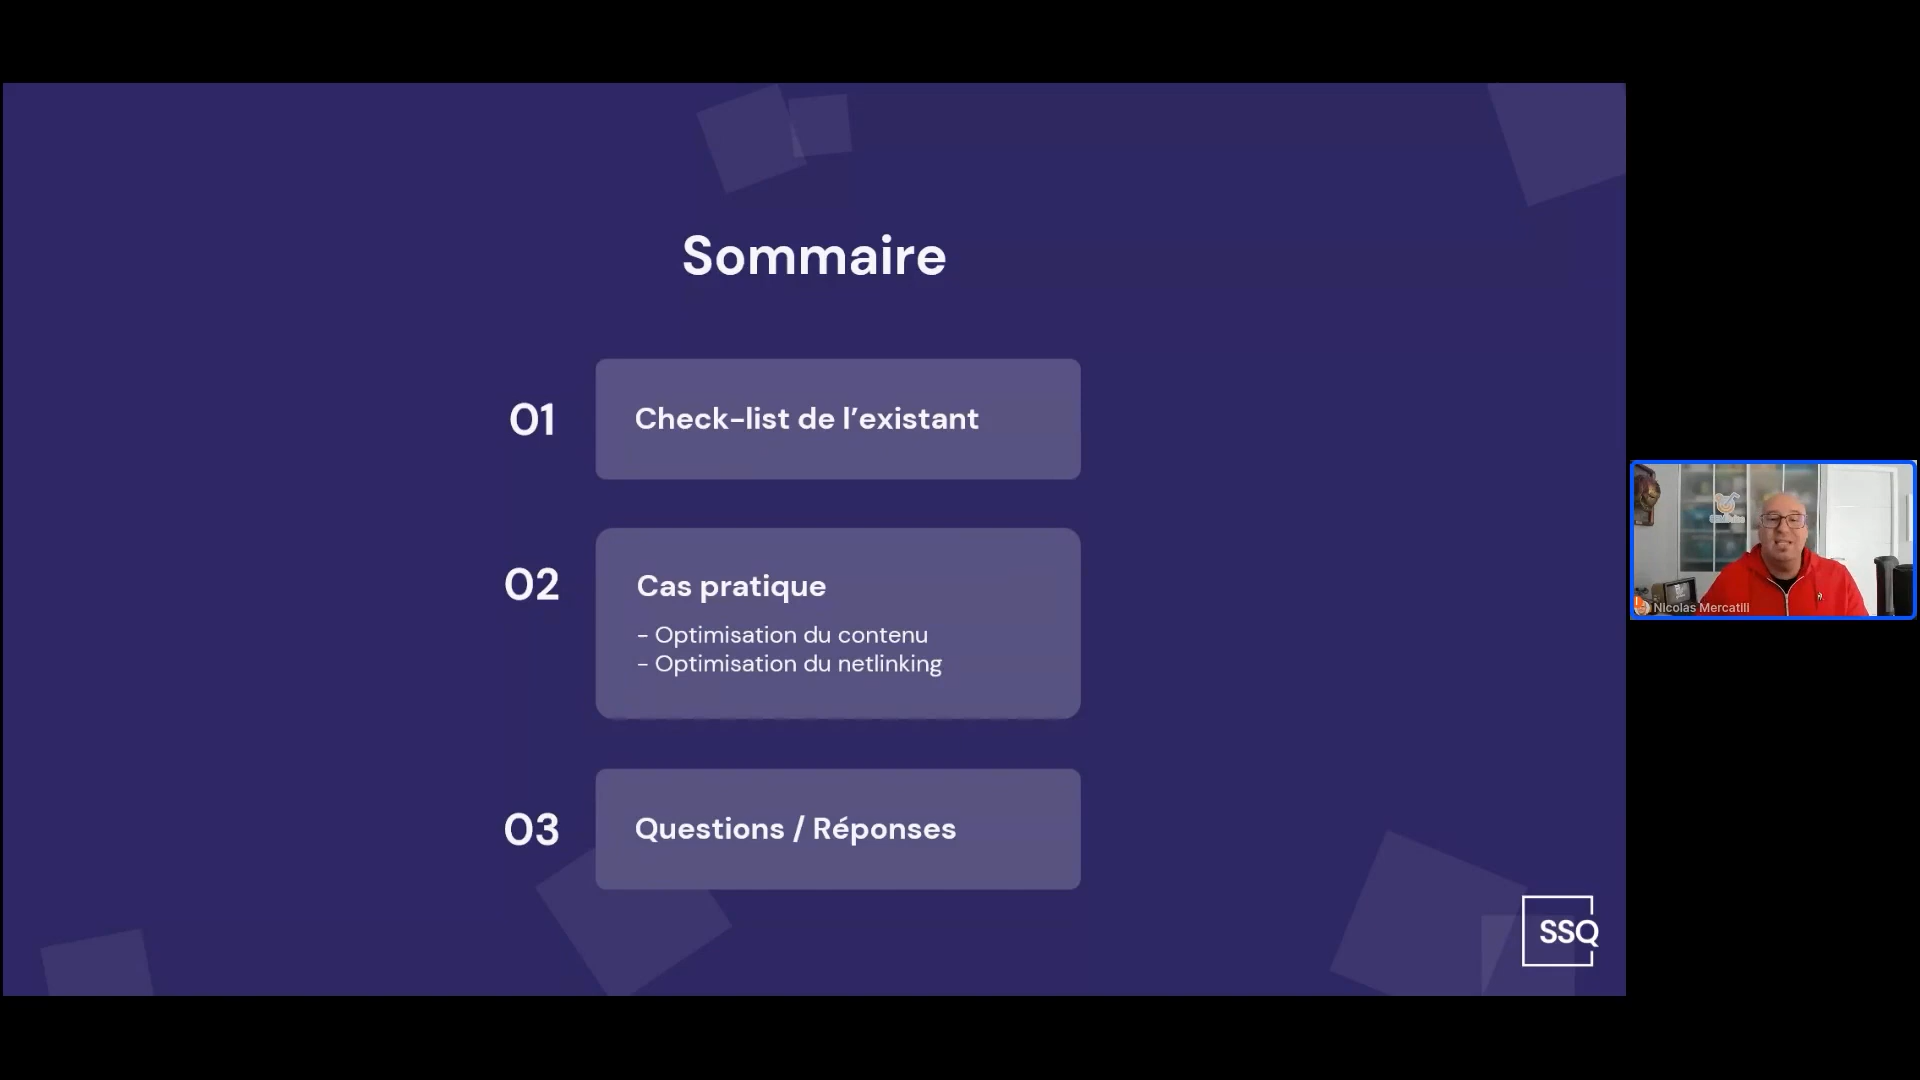 Sommaire
01
Check-list de l’existant
02
Cas pratique
- Optimisation du contenu
- Optimisation du netlinking
03
Questions / Réponses
SSQ
Nicolas Mercatili